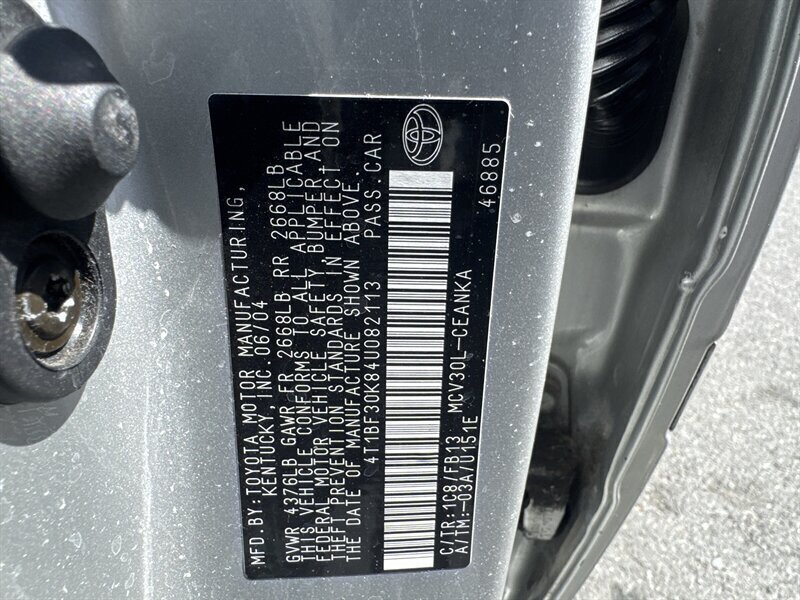 MFD.BY:TOYOTA MOTOR MANUFACTURING,
KENTUCKY, INC. 06/04
GVWR 4376LB GAWR FR 2668LB RR 2668LB
THIS VEHICLE CONFORMS TO ALL APPLICABLE
FEDERAL MOTOR VEHICLE SAFETY, BUMPER,AND
THEFT PREVENTION STANDARDS IN EFFECT ON
THE DATE OF MANUFACTURE SHOWN ABOVE.
4T1BF30K84U082113 PASS.CAR
C/TR:1C8/FB13 MCV30L-CEANKA
A/TM:-03A/U151E
46885